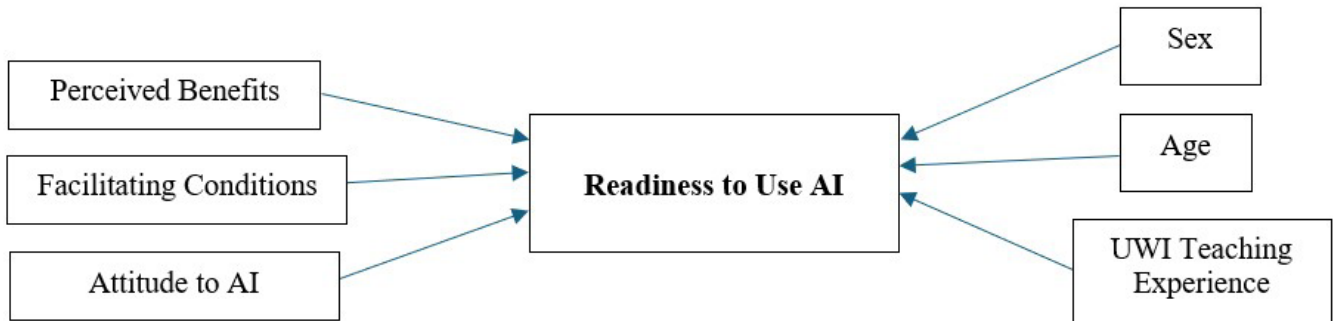 Perceived Benefits
Facilitating Conditions
Attitude to AI
Readiness to Use AI
Sex
Age
UWI Teaching
Experience